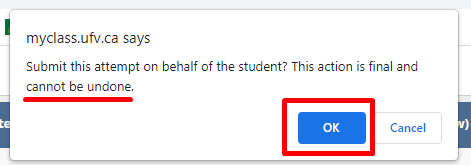 myclass.ufv.ca says
Submit this attempt on behalf of the student? This action is final and
cannot be undone.
OK
Cancel